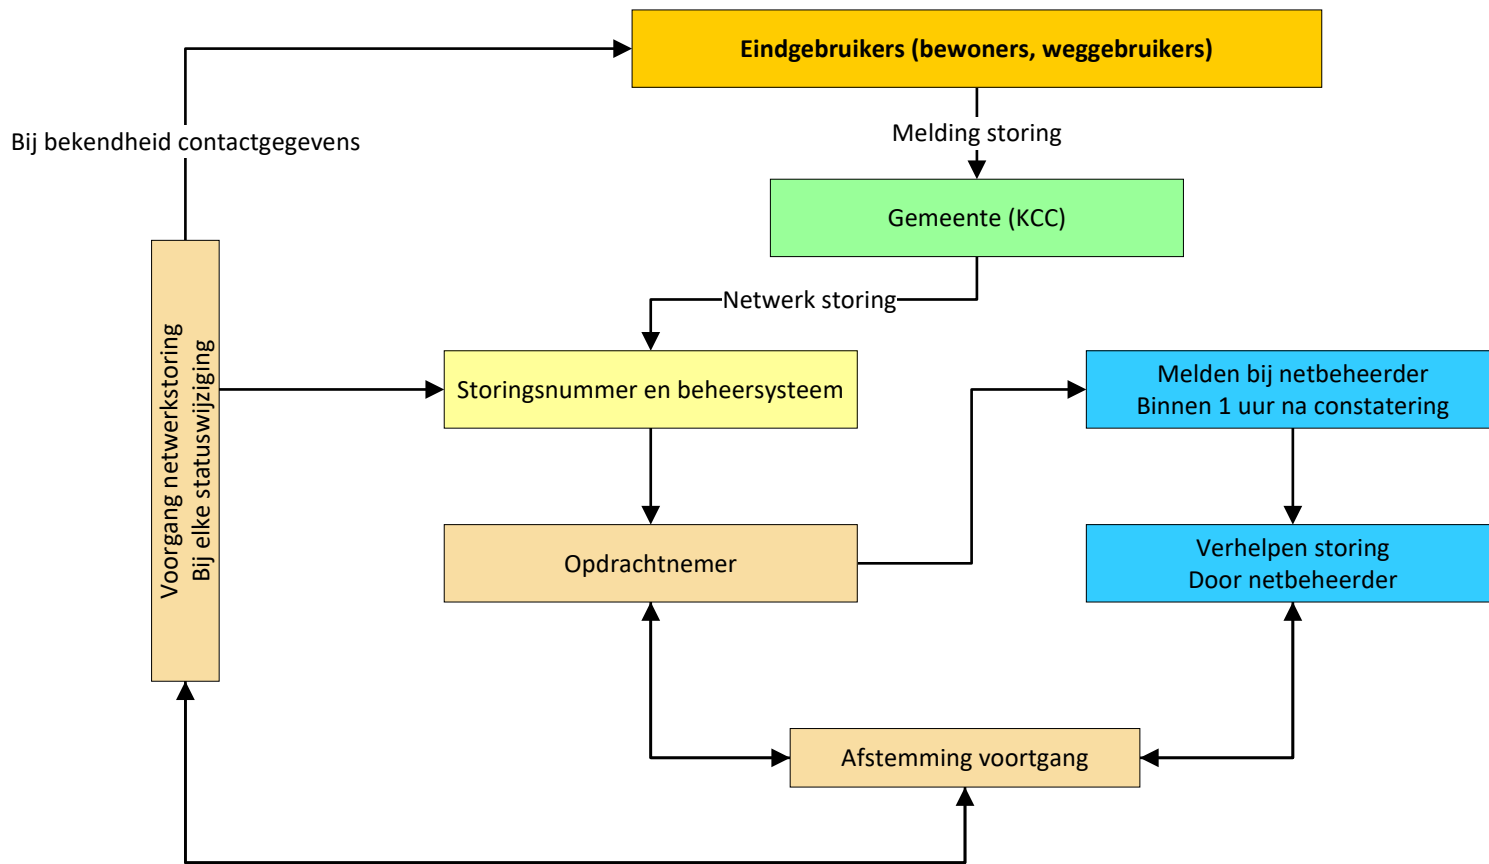 Eindgebruikers (bewoners, weggebruikers)
Bij bekendheid contactgegevens
Melding storing
Gemeente (KCC)
Netwerk storing
Voorgang netwerkstoring
Bij elke statuswijziging
Storingsnummer en beheersysteem
Melden bij netbeheerder
Binnen 1 uur na constatering
Opdrachtnemer
Verhelpen storing
Door netbeheerder
Afstemming voortgang